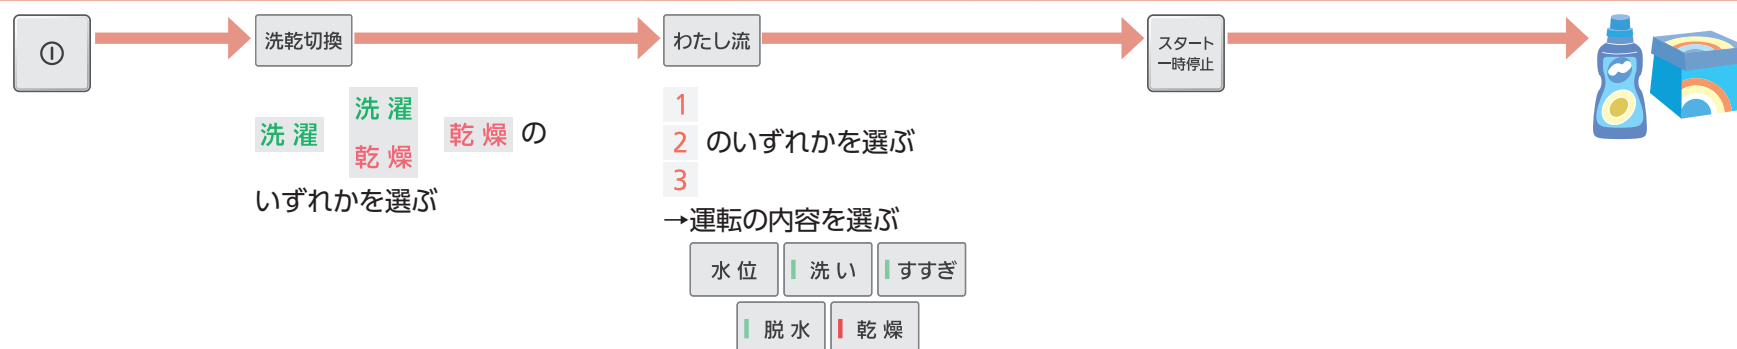 洗乾切換
わたし流
スタート
一時停止
洗濯
洗濯
乾燥
乾燥 の
いずれかを選ぶ
1
2 のいずれかを選ぶ
3
→運転の内容を選ぶ
水位 洗い すすぎ
脱水 乾燥